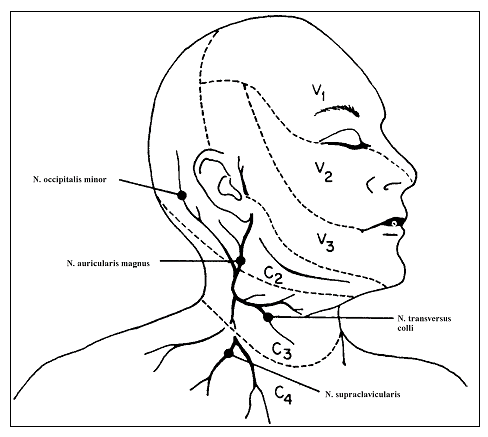 V1
V2
N. occipitalis minor
V3
N. auricularis magnus
C2
N. transversus
colli
C3
C4
N. supraclavicularis